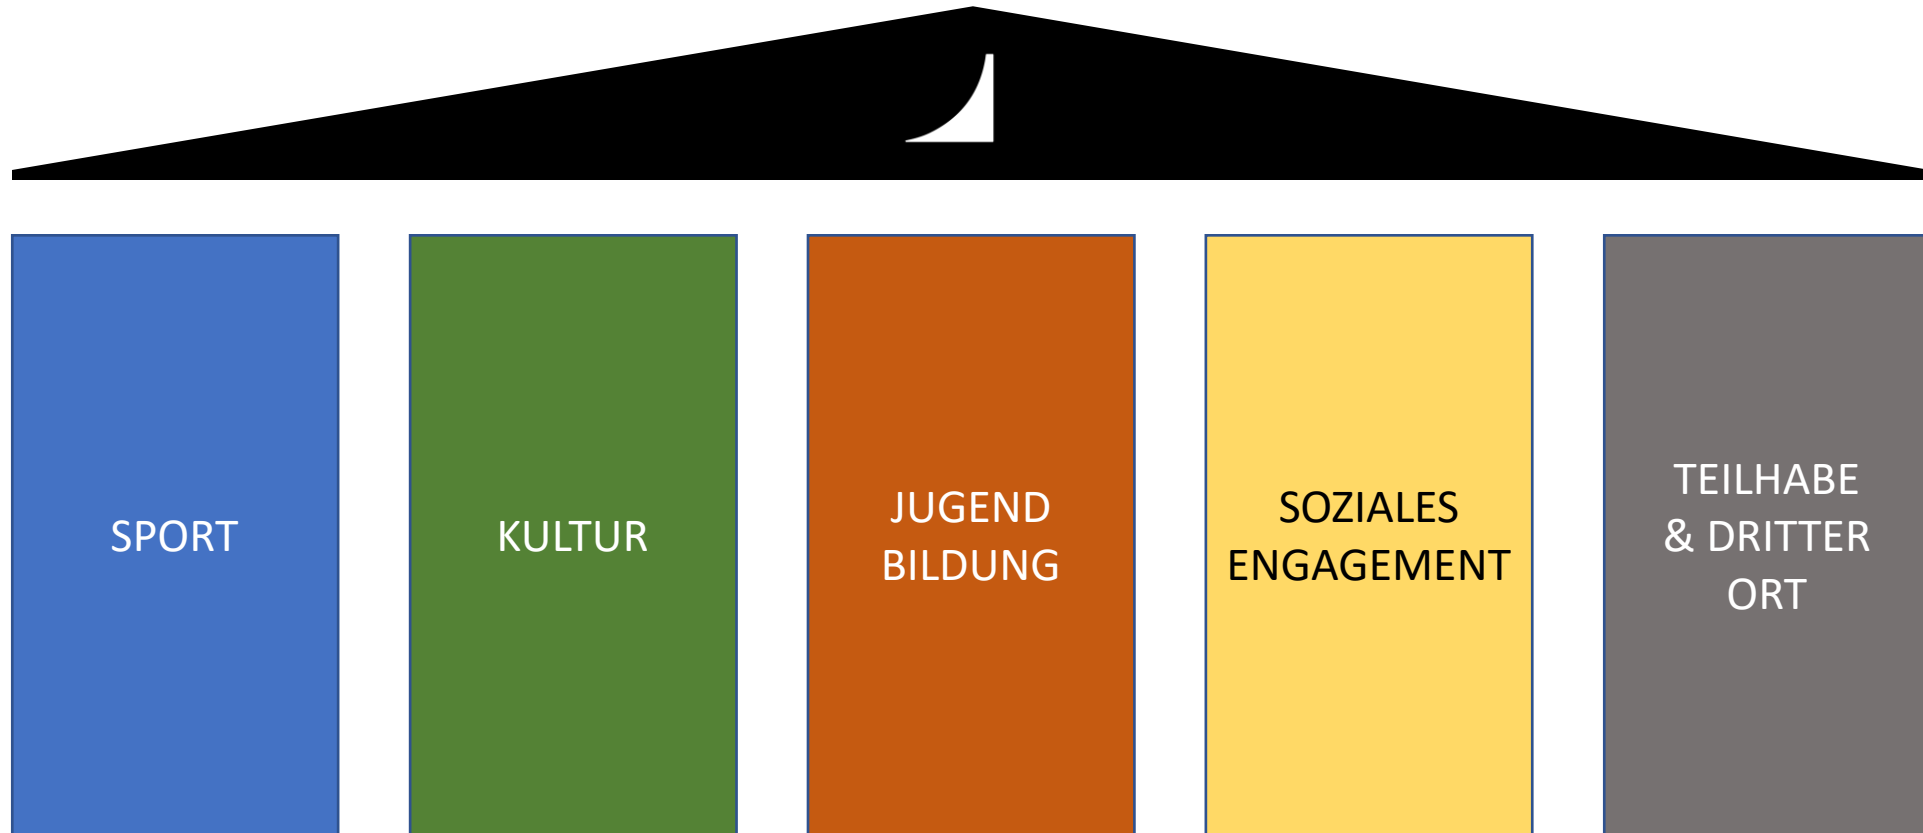 SPORT
KULTUR
JUGEND
BILDUNG
SOZIALES
ENGAGEMENT
TEILHABE
& DRITTER
ORT